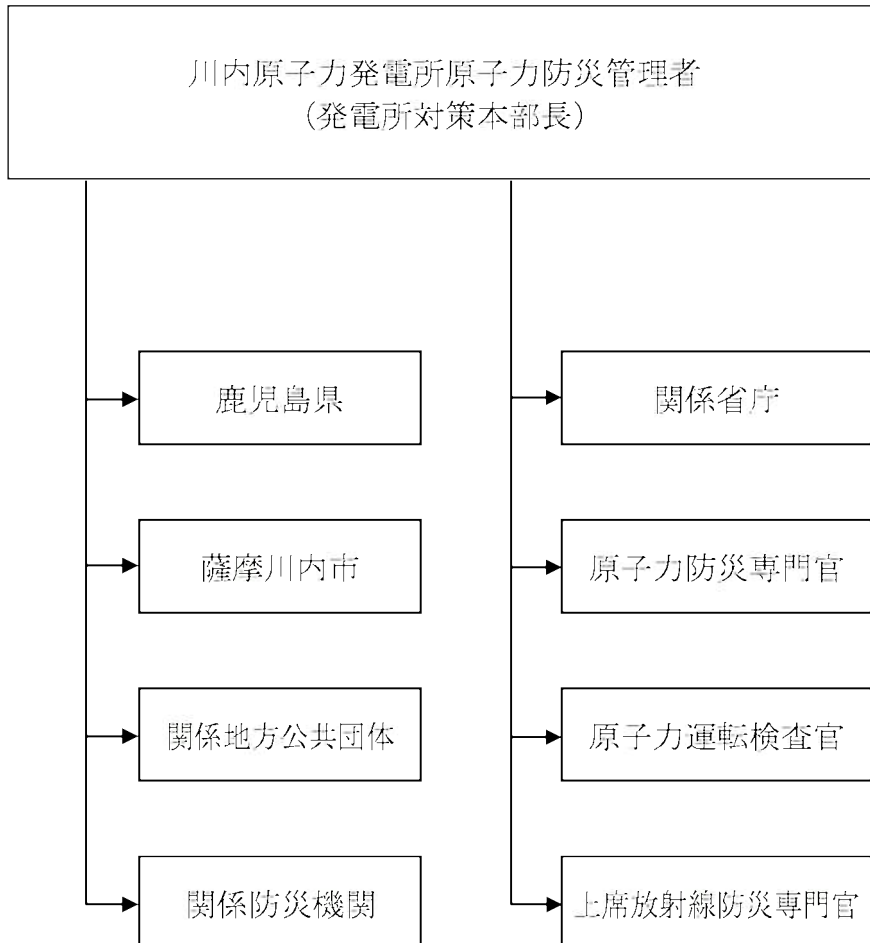 川内原子力発電所原子力防災管理者
(発電所対策本部長)
鹿児島県
関係省庁
薩摩川内市
原子力防災専門官
関係地方公共団体
原子力運転検査官
関係防災機関
上席放射線防災専門官